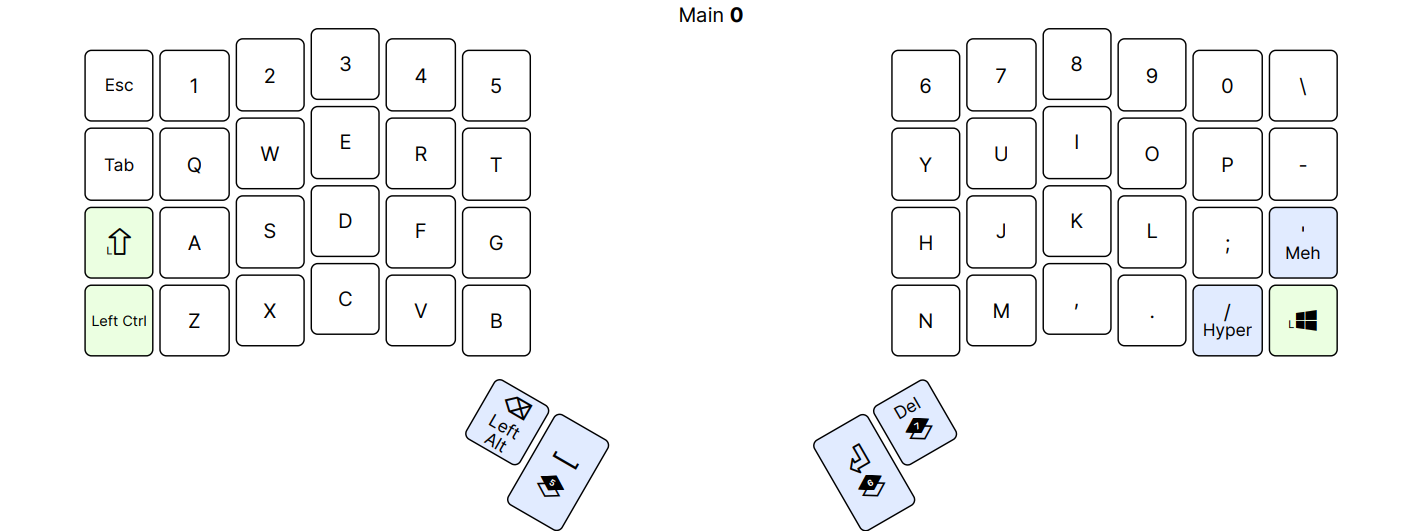 Main 0
Esc 1 2 3 4 5 6 7 8 9 0 \
Tab Q W E R T Y U I O P -
L A S D F G H J K L ; '
Meh
Left Ctrl Z X C V B N M , . /
Hyper
L
Left
Alt
[
5
Del
7
6